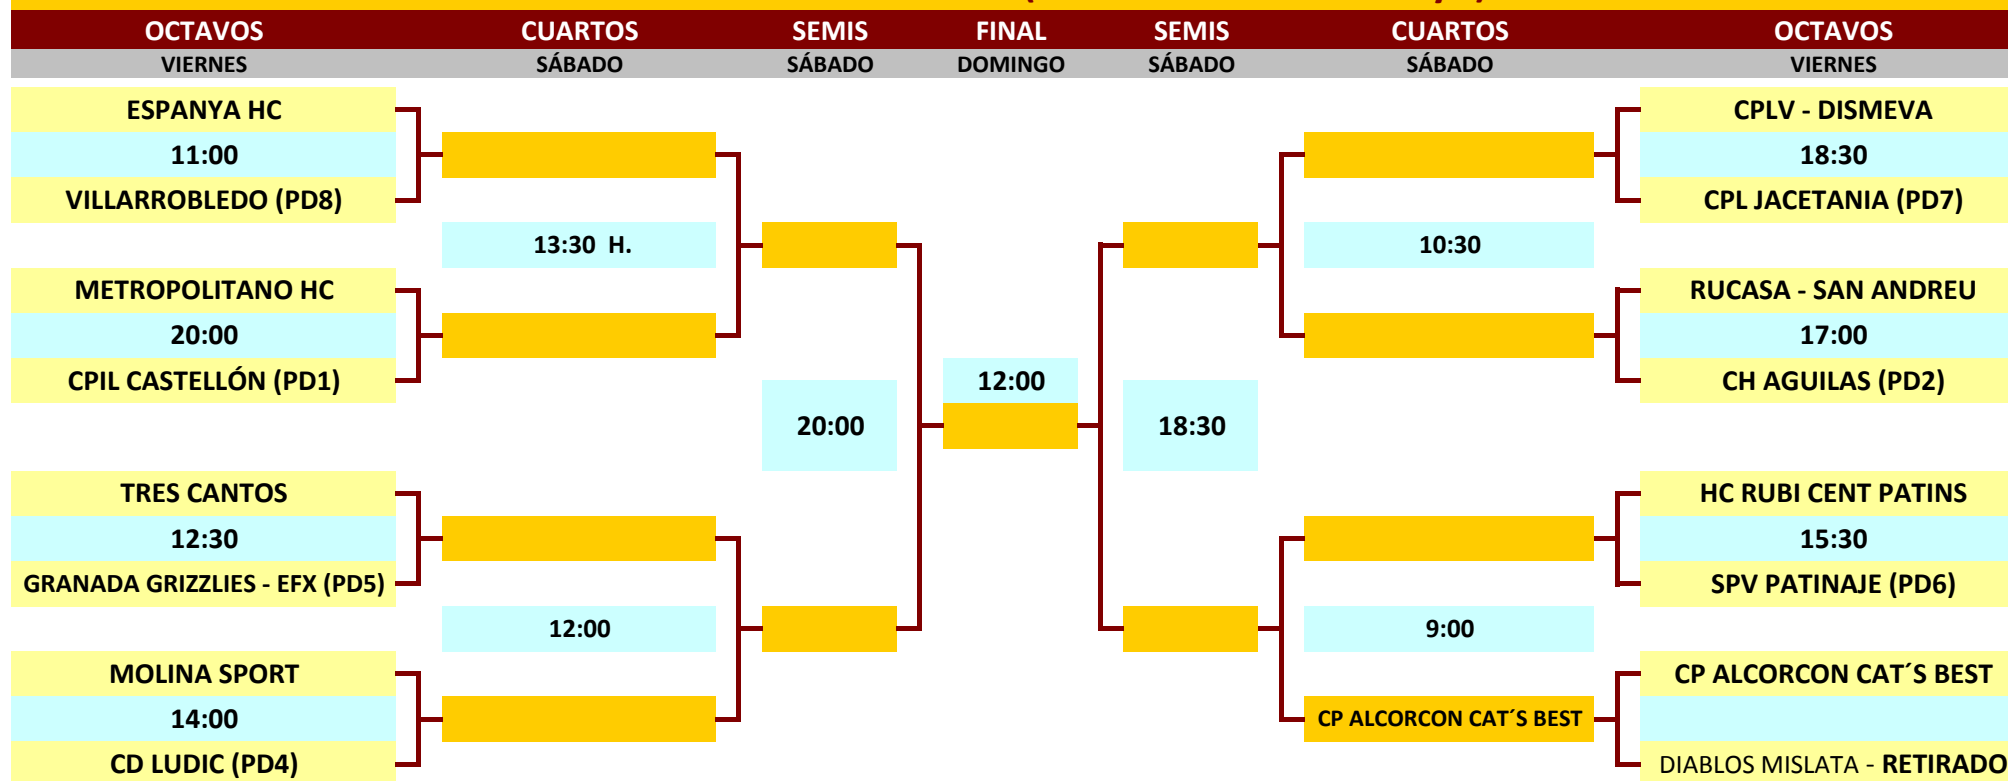 OCTAVOS CUARTOS SEMIS FINAL SEMIS CUARTOS OCTAVOS
VIERNES SÁBADO SÁBADO DOMINGO SÁBADO SÁBADO VIERNES
ESPANYA HC CPLV - DISMEVA
11:00 18:30
VILLARROBLEDO (PD8) CPL JACETANIA (PD7)
13:30 H. 10:30
METROPOLITANO HC RUCASA - SAN ANDREU
20:00 17:00
CPIL CASTELLÓN (PD1) 12:00 CH AGUILAS (PD2)
20:00 18:30
TRES CANTOS HC RUBI CENT PATINS
12:30 15:30
GRANADA GRIZZLIES - EFX (PD5) SPV PATINAJE (PD6)
12:00 9:00
MOLINA SPORT CP ALCORCON CAT´S BEST
14:00 CP ALCORCON CAT´S BEST
CD LUDIC (PD4) DIABLOS MISLATA - RETIRADO